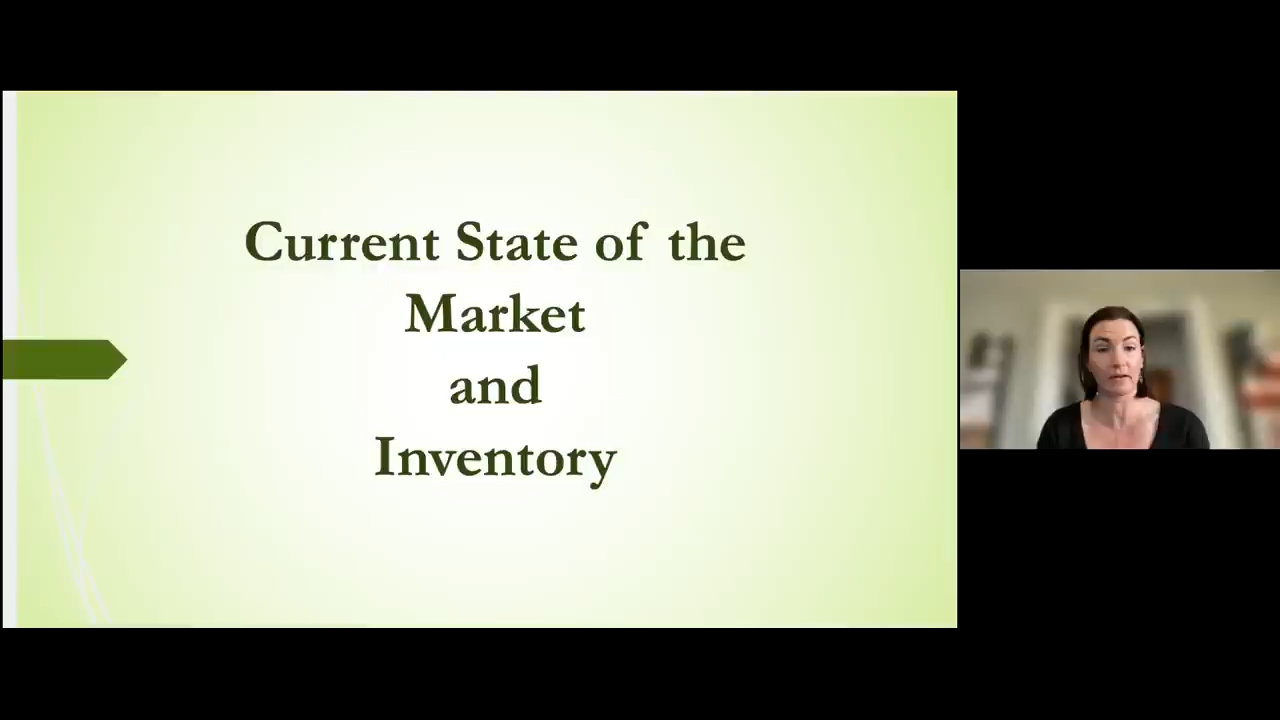 Current State of the
Market
and
Inventory